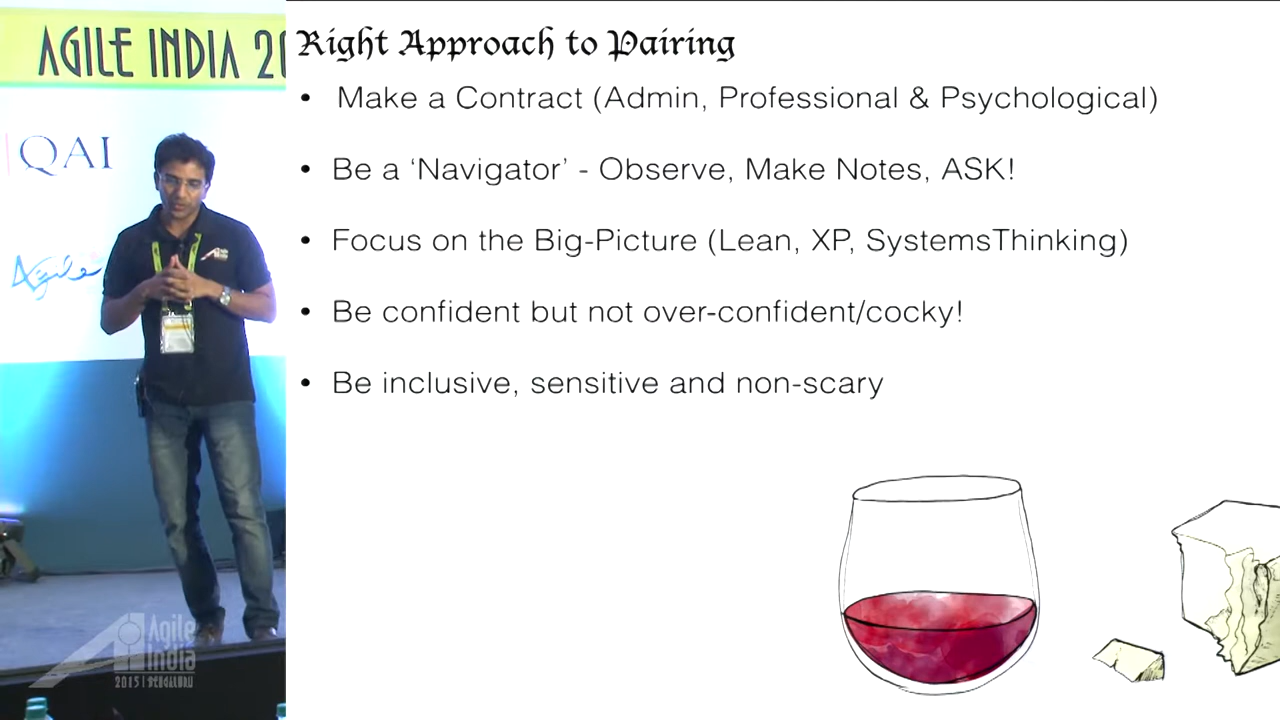 AGILE INDIA 20
QAI
Agile
Right Approach to Pairing
• Make a Contract (Admin, Professional & Psychological)
• Be a ‘Navigator’ - Observe, Make Notes, ASK!
• Focus on the Big-Picture (Lean, XP, SystemsThinking)
• Be confident but not over-confident/cocky!
• Be inclusive, sensitive and non-scary
Agile
India
2015 | BENGALURU